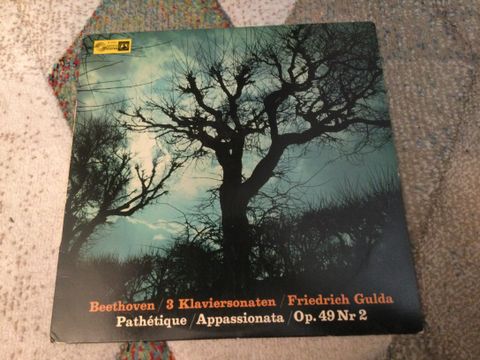 Beethoven / 3 Klaviersonaten / Friedrich Gulda
Pathétique / Appassionata / Op. 49 Nr 2